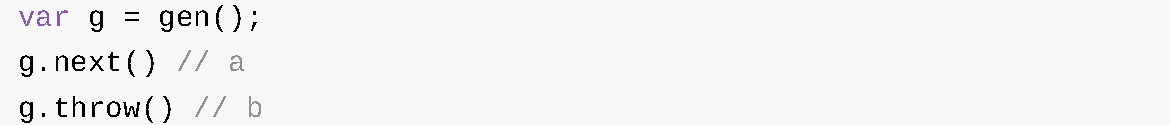 var g = gen();
g.next() // a
g.throw() // b